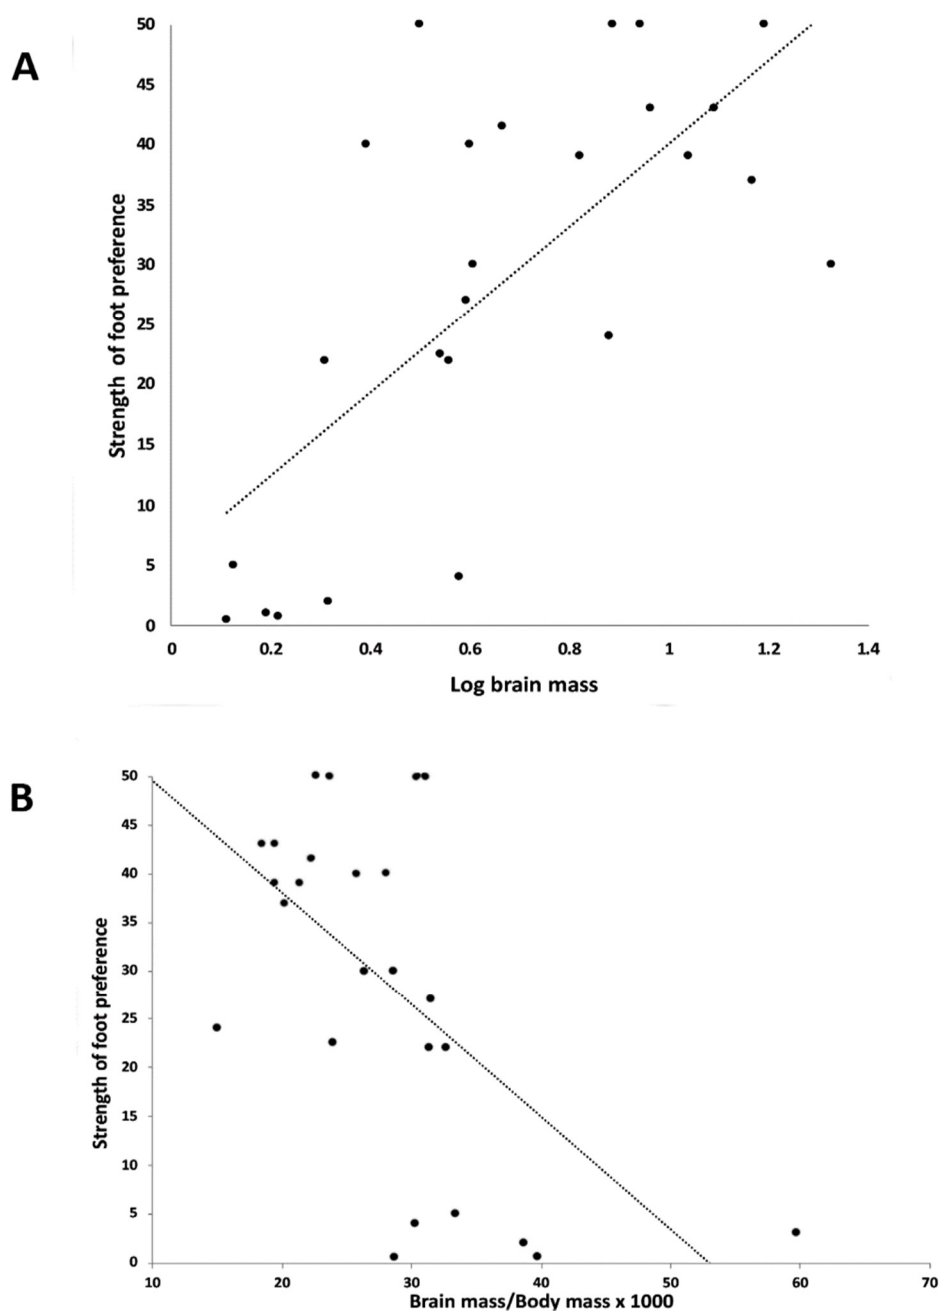 A
50
45
40
35
30
25
20
15
10
5
0
Strength of foot preference
0 0.2 0.4 0.6 0.8 1 1.2 1.4
Log brain mass
B
50
45
40
35
30
25
20
15
10
5
0
Strength of foot preference
10 20 30 40 50 60 70
Brain mass/Body mass x 1000